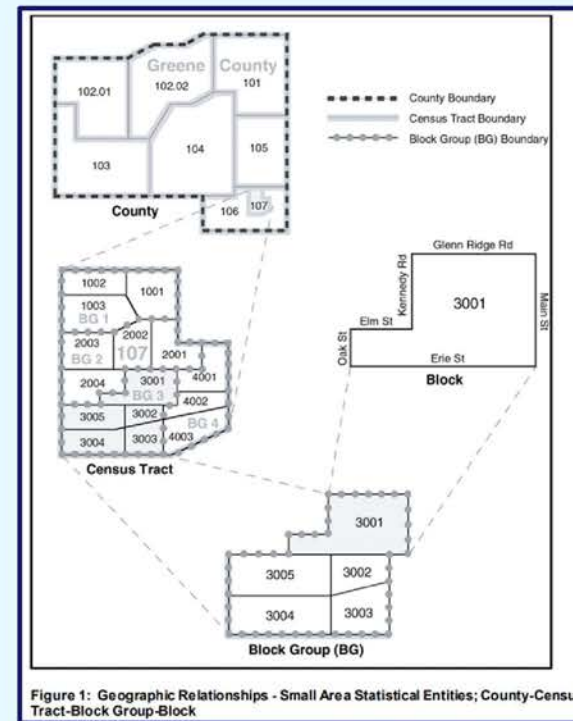 Greene County
102.01
102.02
101
103
104
105
106
107
County
County Boundary
Census Tract Boundary
Block Group (BG) Boundary
Glenn Ridge Rd
Kennedy Rd
3001
Main St
Elm St
Oak St
Erie St
Block
1002
1001
1003
BG 1
2003
2002
BG 2
107
2001
2004
3001
4001
BG 3
4002
3005
3002
BG 4
3004
3003
4003
Census Tract
3001
3005
3002
3004
3003
Block Group (BG)
Figure 1: Geographic Relationships - Small Area Statistical Entities; County-Censu
Tract-Block Group-Block